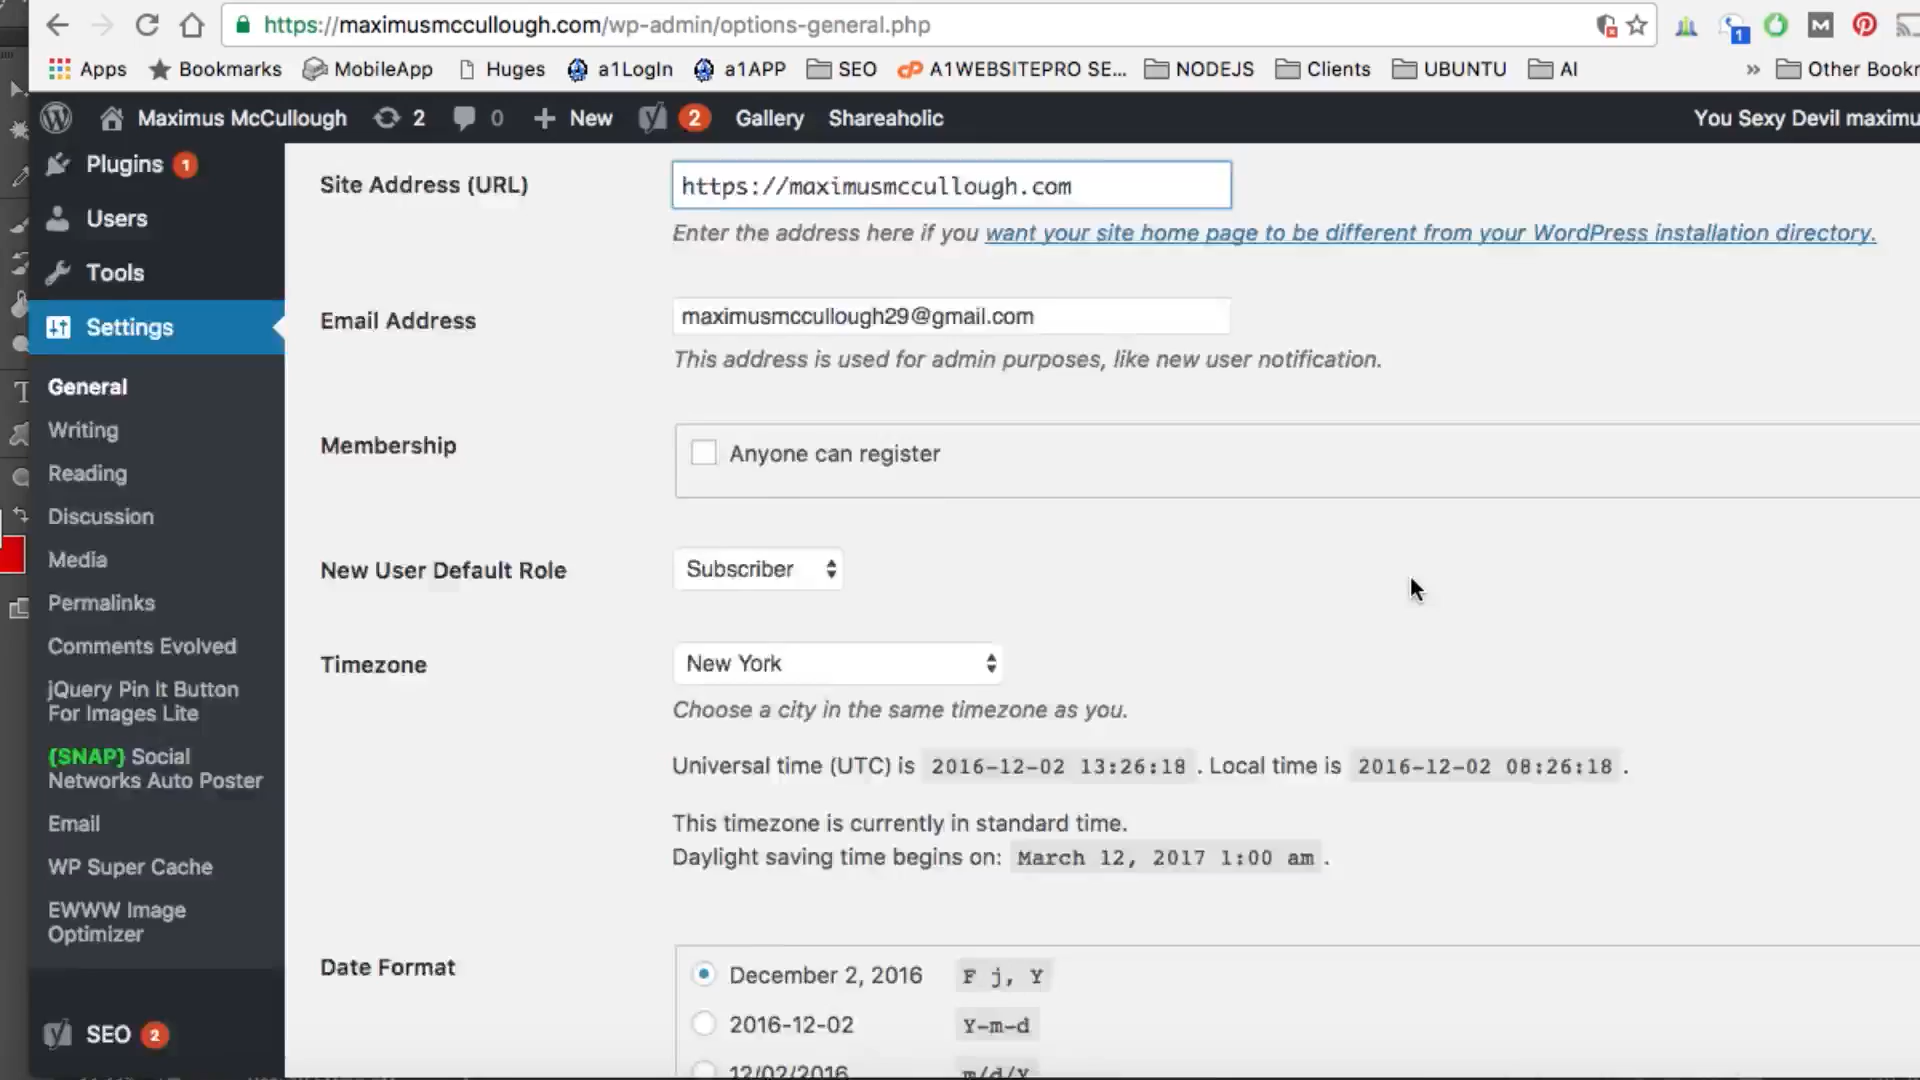 https://maximusmccullough.com/wp-admin/options-general.php
1
M
Apps Bookmarks MobileApp Huges a1LogIn a1APP SEO A1WEBSITEPRO SE... NODEJS Clients UBUNTU AI » Other Bookr
Maximus McCullough 2 0 New 2 Gallery Shareaholic You Sexy Devil maximu
Plugins 1
Users
Tools
Settings
General
Writing
Reading
Discussion
Media
Permalinks
Comments Evolved
jQuery Pin It Button
For Images Lite
{SNAP} Social
Networks Auto Poster
Email
WP Super Cache
EWWW Image
Optimizer
SEO 2
Site Address (URL) https://maximusmccullough.com
Enter the address here if you want your site home page to be different from your WordPress installation directory.
Email Address maximusmccullough29@gmail.com
This address is used for admin purposes, like new user notification.
Membership Anyone can register
New User Default Role Subscriber
Timezone New York
Choose a city in the same timezone as you.
Universal time (UTC) is 2016-12-02 13:26:18 . Local time is 2016-12-02 08:26:18 .
This timezone is currently in standard time.
Daylight saving time begins on: March 12, 2017 1:00 am .
Date Format December 2, 2016 F j, Y
2016-12-02 Y-m-d
12/02/2016 m/d/Y